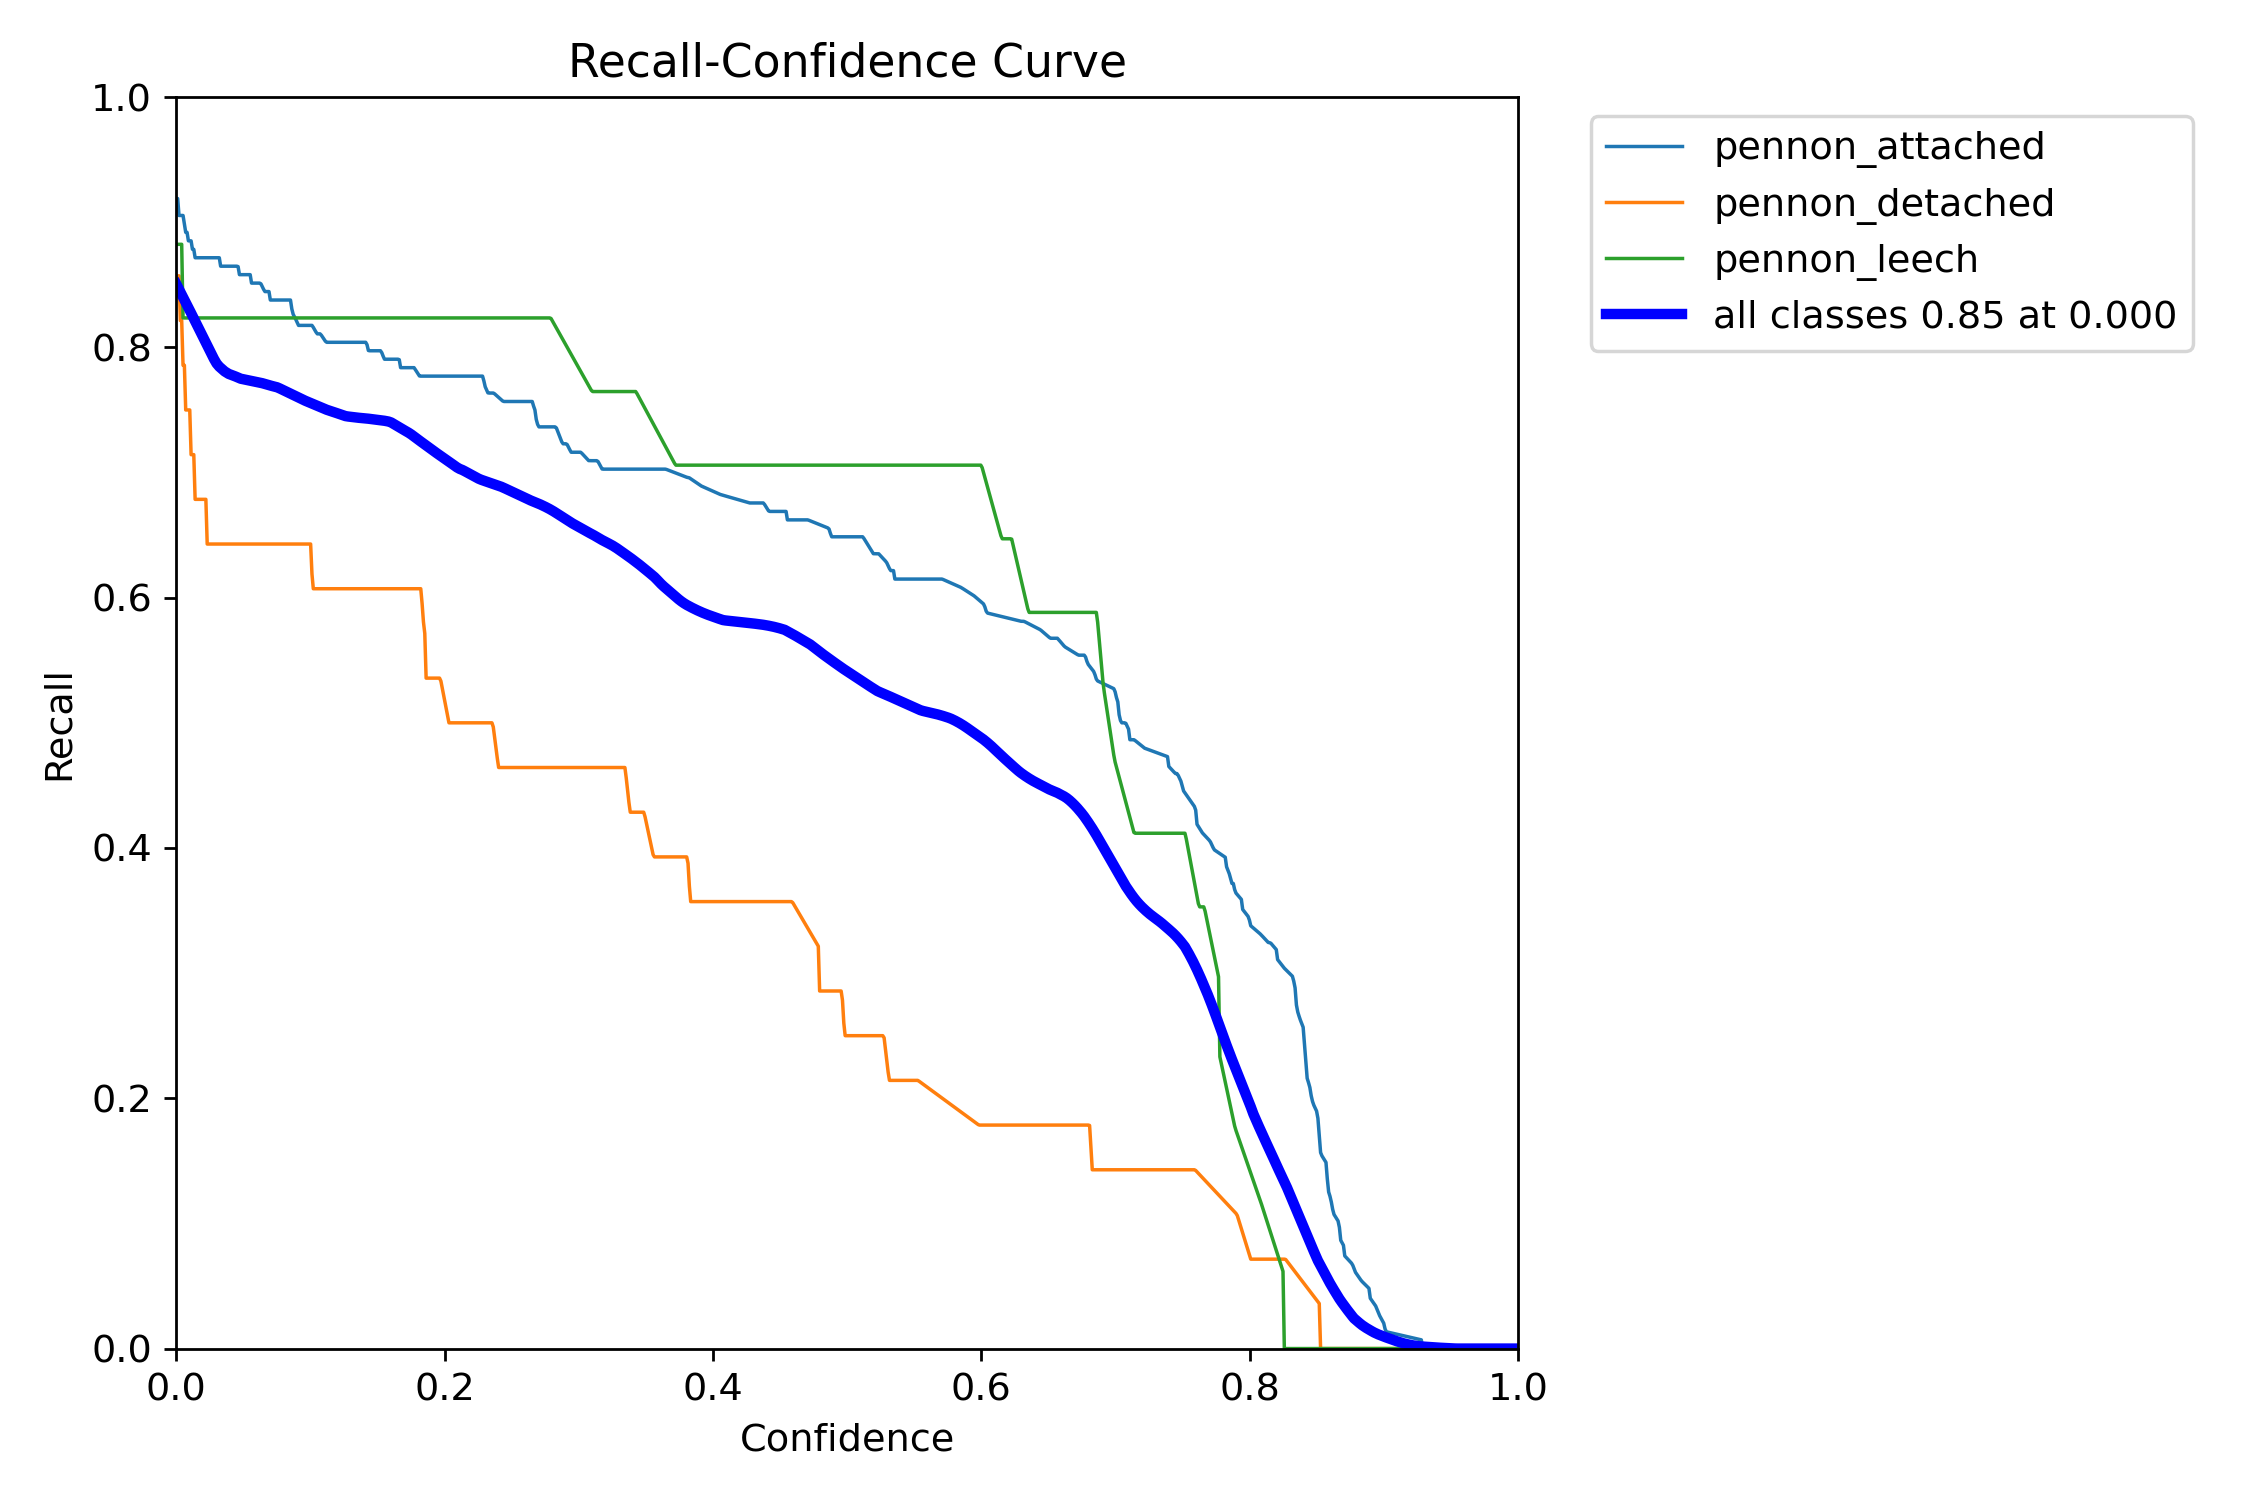 Recall-Confidence Curve
1.0
0.8
0.6
0.4
0.2
0.0
Recall
0.0 0.2 0.4 0.6 0.8 1.0
Confidence
pennon_attached
pennon_detached
pennon_leech
all classes 0.85 at 0.000